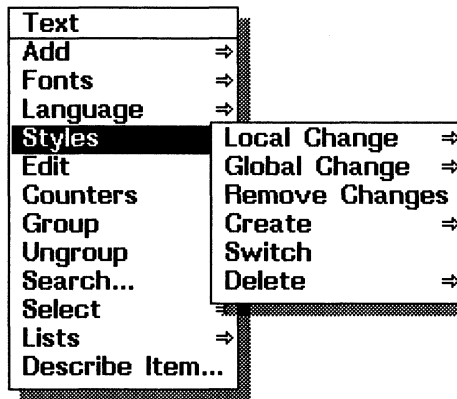 Text
Add ⇒
Fonts ⇒
Language ⇒
Styles
Edit
Counters
Group
Ungroup
Search...
Select ⇒
Lists ⇒
Describe Item...
Local Change ⇒
Global Change ⇒
Remove Changes
Create ⇒
Switch
Delete ⇒